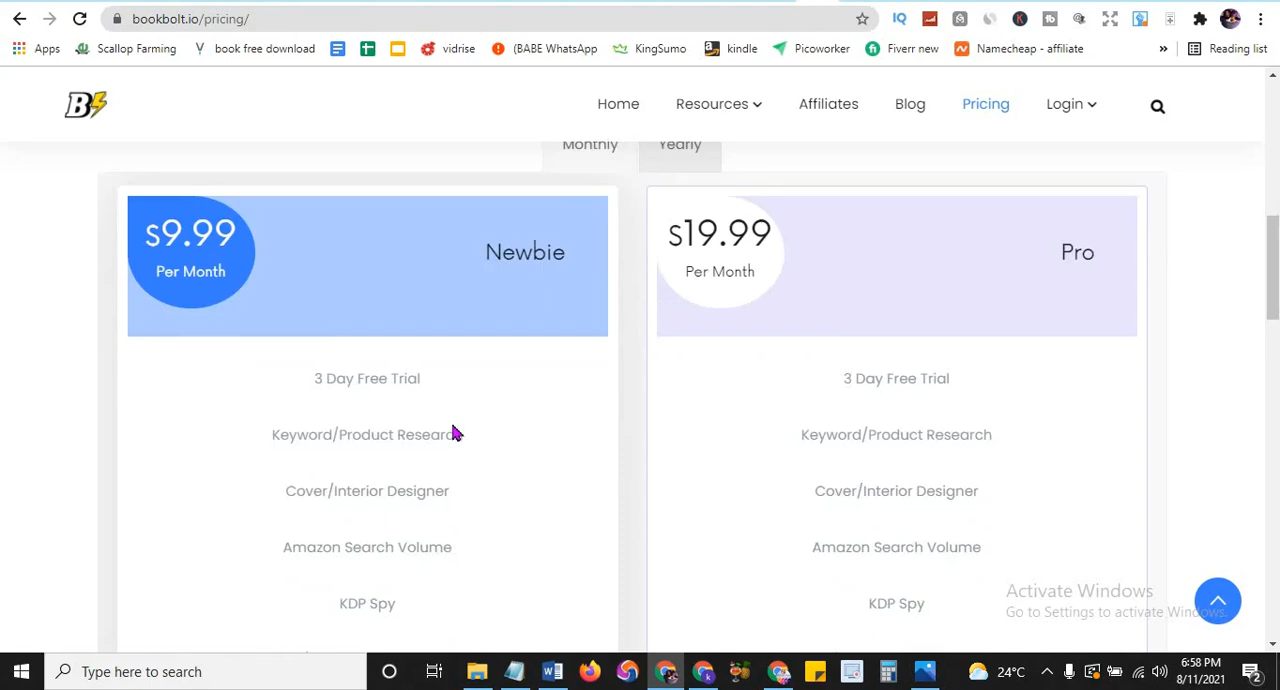 bookbolt.io/pricing/
IQ
K
tb
Apps
Scallop Farming
book free download
vidrise
(BABE WhatsApp
KingSumo
kindle
Picoworker
Fiverr new
Namecheap - affiliate
»
Reading list
B
Home
Resources
Affiliates
Blog
Pricing
Login
Monthly
Yearly
$9.99
Per Month
Newbie
$19.99
Per Month
Pro
3 Day Free Trial
3 Day Free Trial
Keyword/Product Research
Keyword/Product Research
Cover/Interior Designer
Cover/Interior Designer
Amazon Search Volume
Amazon Search Volume
KDP Spy
KDP Spy
Activate Windows
Go to Settings to activate Windows.
Type here to search
24°C
6:58 PM
8/11/2021
2